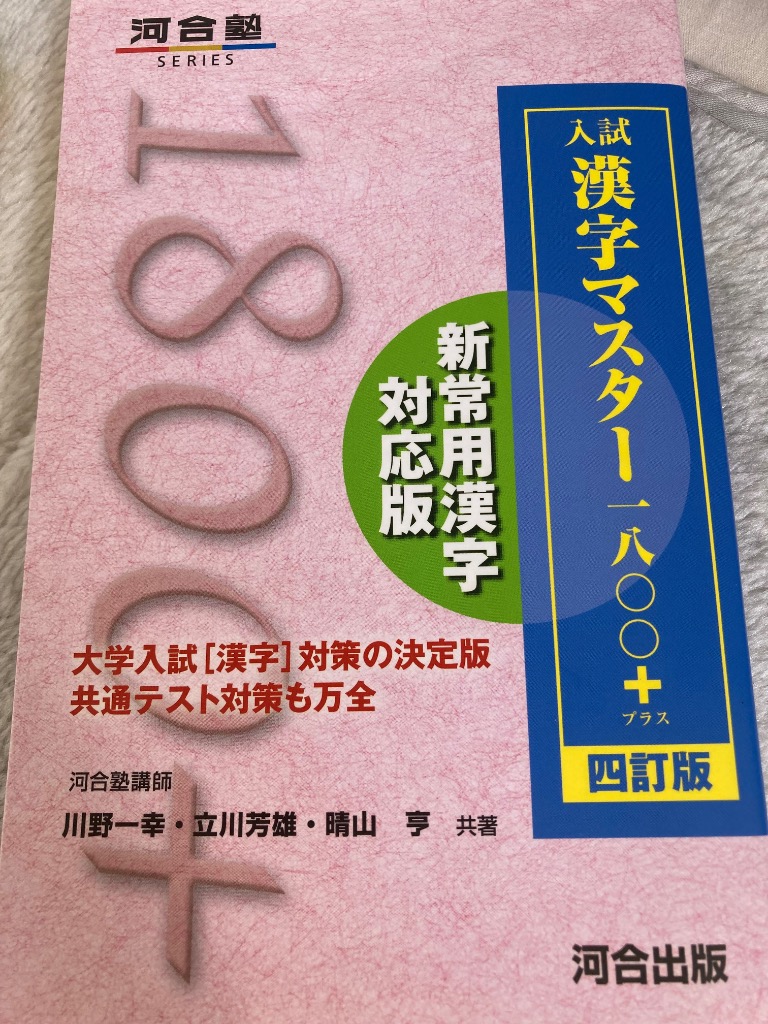 河合塾
SERIES
1800+
入試
漢字マスター一八〇〇+
プラス
四訂版
新常用漢字
対応版
大学入試[漢字]対策の決定版
共通テスト対策も万全
河合塾講師
川野一幸・立川芳雄・晴山 亨 共著
河合出版